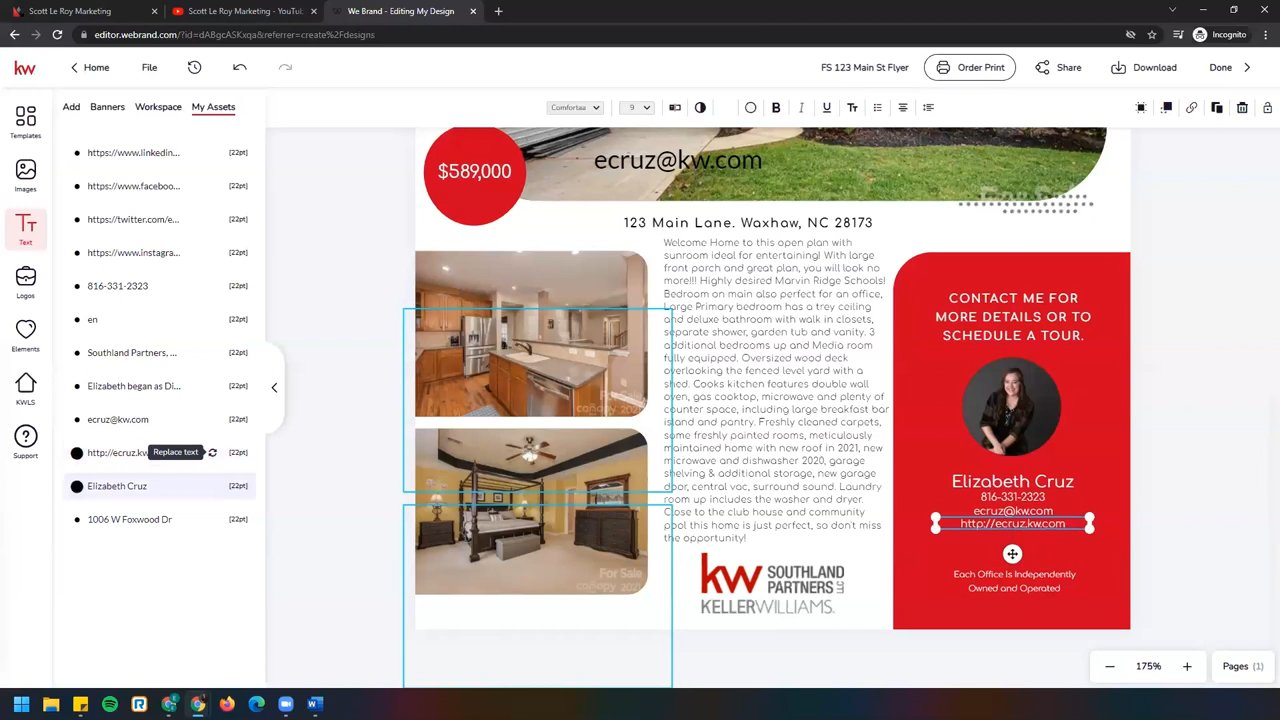 Scott Le Roy Marketing
Scott Le Roy Marketing - YouTu
We Brand - Editing My Design
editor.webrand.com/?id=dABgcASKxqa&referrer=create%2Fdesigns
Incognito
kw
Home
File
FS 123 Main St Flyer
Order Print
Share
Download
Done
Add
Banners
Workspace
My Assets
Comfortaa
9
B
I
U
Tт
Templates
Images
Text
Logos
Elements
KWLS
Support
https://www.linkedin... [22pt]
https://www.faceboo... [22pt]
https://twitter.com/e... [22pt]
https://www.instagra... [22pt]
816-331-2323 [22pt]
en [22pt]
Southland Partners, ... [22pt]
Elizabeth began as Di... [22pt]
ecruz@kw.com [22pt]
http://ecruz.kw. Replace text [22pt]
Elizabeth Cruz [22pt]
1006 W Foxwood Dr [22pt]
$589,000
ecruz@kw.com
123 Main Lane. Waxhaw, NC 28173
Welcome Home to this open plan with
sunroom ideal for entertaining! With large
front porch and great plan, you will look no
more!!! Highly desired Marvin Ridge Schools!
Bedroom on main also perfect for an office,
Large Primary bedroom has a trey ceiling
and deluxe bathroom with walk in closets,
separate shower, garden tub and vanity. 3
additional bedrooms up and Media room
fully equipped. Oversized wood deck
overlooking the fenced level yard with a
shed. Cooks kitchen features double wall
oven, gas cooktop, microwave and plenty of
counter space, including large breakfast bar
island and pantry. Freshly cleaned carpets,
some freshly painted rooms, meticulously
maintained home with new roof in 2021, new
microwave and dishwasher 2020, garage
shelving & additional storage, new garage
door, central vac, surround sound. Laundry
room up includes the washer and dryer.
Close to the club house and community
pool this home is just perfect, so don't miss
the opportunity!
For Sale
canopy 2021
kw SOUTHLAND
PARTNERS LTD
KELLERWILLIAMS.
CONTACT ME FOR
MORE DETAILS OR TO
SCHEDULE A TOUR.
Elizabeth Cruz
816-331-2323
ecruz@kw.com
http://ecruz.kw.com
Each Office Is Independently
Owned and Operated
175%
Pages (1)